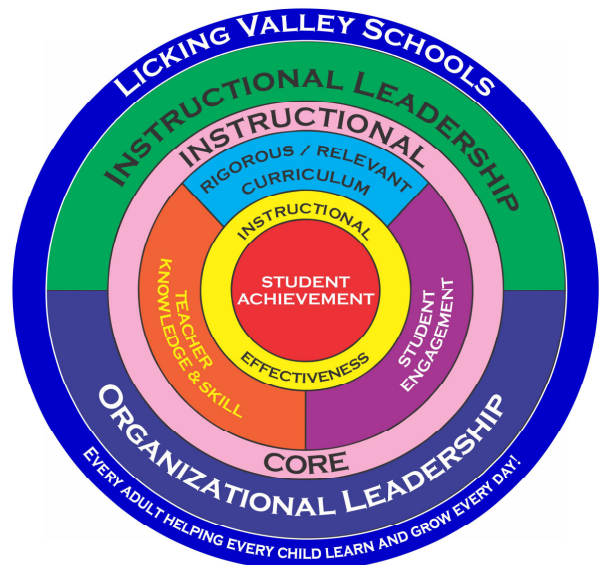 LICKING VALLEY SCHOOLS
INSTRUCTIONAL LEADERSHIP
INSTRUCTIONAL
RIGOROUS / RELEVANT
CURRICULUM
INSTRUCTIONAL
STUDENT
ACHIEVEMENT
TEACHER
KNOWLEDGE & SKILL
STUDENT
ENGAGEMENT
EFFECTIVENESS
CORE
ORGANIZATIONAL LEADERSHIP
EVERY ADULT HELPING EVERY CHILD LEARN AND GROW EVERY DAY!